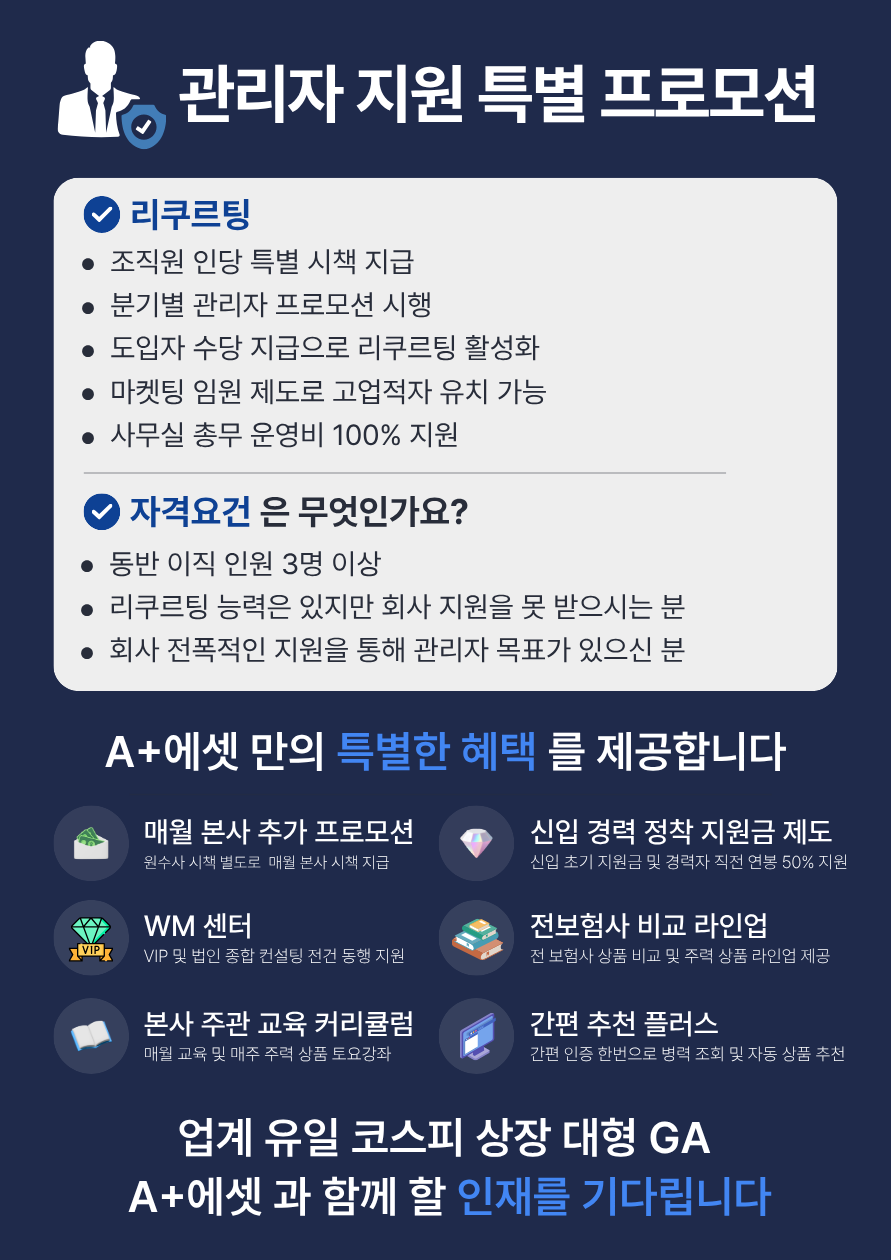 관리자 지원 특별 프로모션
리쿠르팅
조직원 인당 특별 시책 지급
분기별 관리자 프로모션 시행
도입자 수당 지급으로 리쿠르팅 활성화
마켓팅 임원 제도로 고업적자 유치 가능
사무실 총무 운영비 100% 지원
자격요건 은 무엇인가요?
동반 이직 인원 3명 이상
리쿠르팅 능력은 있지만 회사 지원을 못 받으시는 분
회사 전폭적인 지원을 통해 관리자 목표가 있으신 분
A+에셋 만의 특별한 혜택 를 제공합니다
매월 본사 추가 프로모션
원수사 시책 별도로 매월 본사 시책 지급
신입 경력 정착 지원금 제도
신입 초기 지원금 및 경력자 직전 연봉 50% 지원
WM 센터
VIP 및 법인 종합 컨설팅 전건 동행 지원
VIP
전보험사 비교 라인업
전 보험사 상품 비교 및 주력 상품 라인업 제공
본사 주관 교육 커리큘럼
매월 교육 및 매주 주력 상품 토요강좌
간편 추천 플러스
간편 인증 한번으로 병력 조회 및 자동 상품 추천
업계 유일 코스피 상장 대형 GA
A+에셋 과 함께 할 인재를 기다립니다